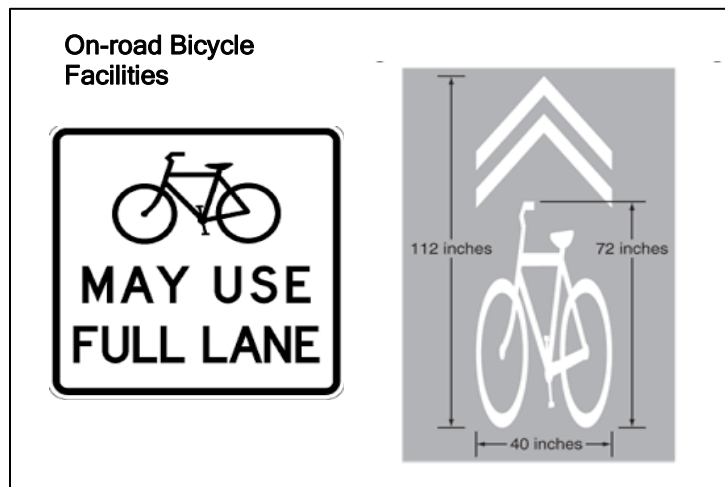 On-road Bicycle
Facilities
MAY USE
FULL LANE
112 inches
72 inches
40 inches